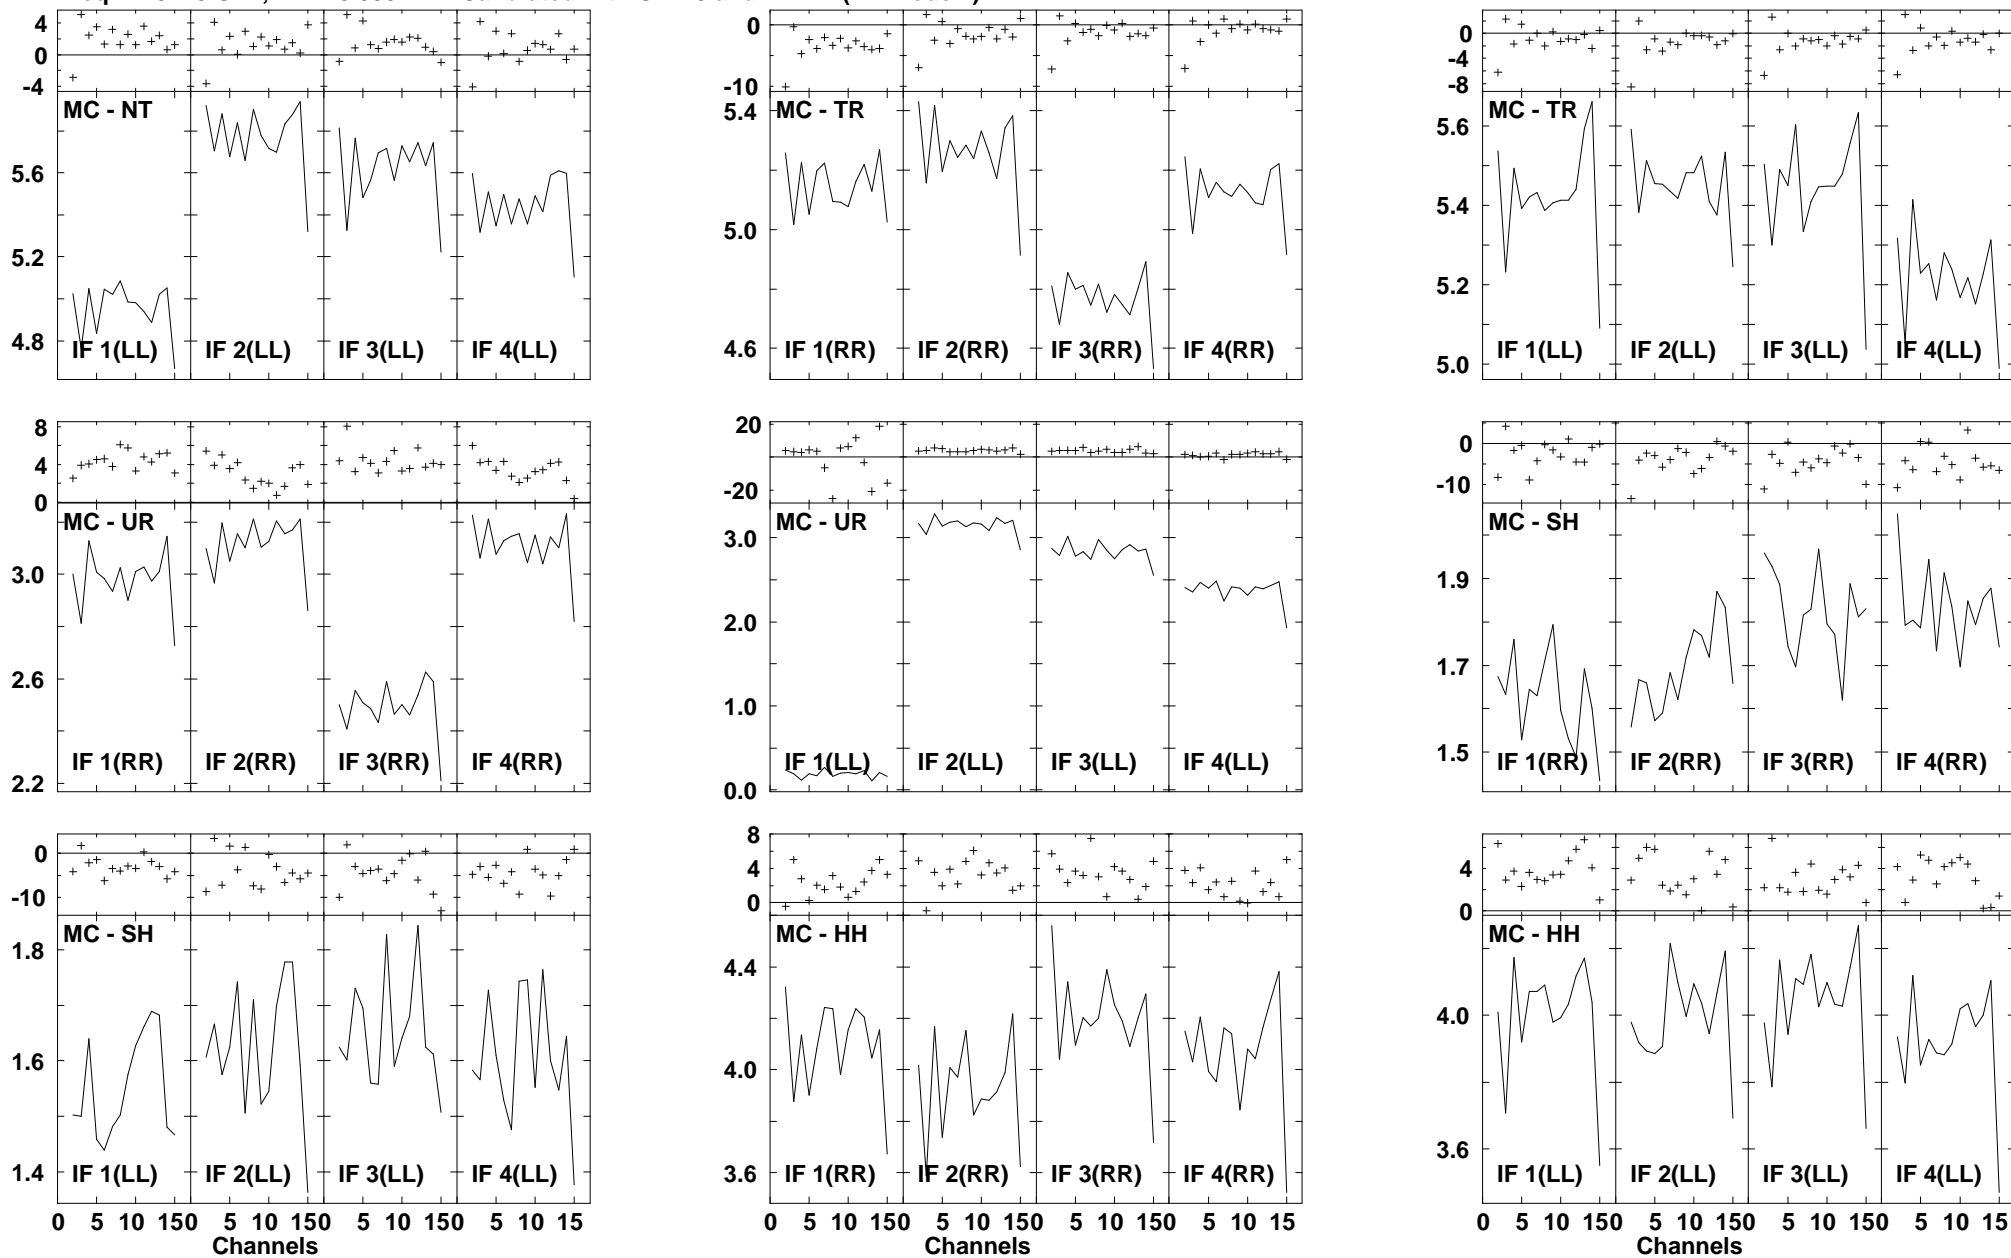 4
0
-4
MC - NT
5.6
5.2
4.8
IF 1(LL) IF 2(LL) IF 3(LL) IF 4(LL)
0
-10
MC - TR
5.4
5.0
4.6
IF 1(RR) IF 2(RR) IF 3(RR) IF 4(RR)
0
-4
-8
MC - TR
5.6
5.4
5.2
5.0
IF 1(LL) IF 2(LL) IF 3(LL) IF 4(LL)
8
4
0
MC - UR
3.0
2.6
2.2
IF 1(RR) IF 2(RR) IF 3(RR) IF 4(RR)
20
0
-20
MC - UR
3.0
2.0
1.0
0.0
IF 1(LL) IF 2(LL) IF 3(LL) IF 4(LL)
0
-10
MC - SH
1.9
1.7
1.5
IF 1(RR) IF 2(RR) IF 3(RR) IF 4(RR)
0
-10
MC - SH
1.8
1.6
1.4
IF 1(LL) IF 2(LL) IF 3(LL) IF 4(LL)
0 5 10 150 5 10 150 5 10 150 5 10 15
Channels
8
4
0
MC - HH
4.4
4.0
3.6
IF 1(RR) IF 2(RR) IF 3(RR) IF 4(RR)
0 5 10 150 5 10 150 5 10 150 5 10 15
Channels
4
0
MC - HH
4.0
3.6
IF 1(LL) IF 2(LL) IF 3(LL) IF 4(LL)
0 5 10 150 5 10 150 5 10 150 5 10 15
Channels